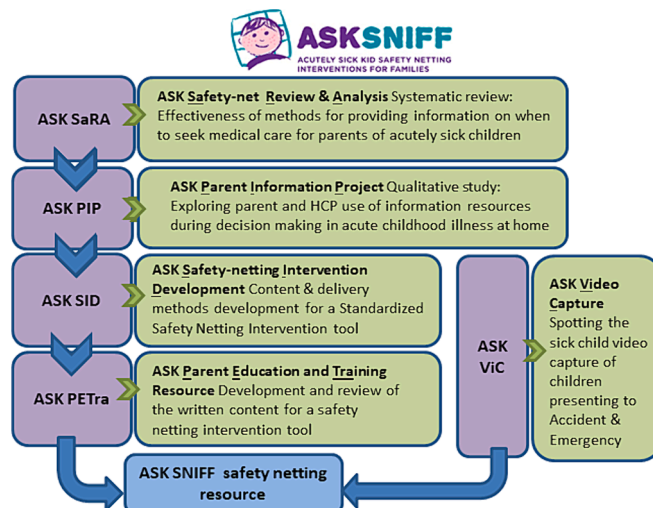 ASKSNIFF
ACUTELY SICK KID SAFETY NETTING
INTERVENTIONS FOR FAMILIES
ASK SaRA
ASK Safety-net Review & Analysis Systematic review:
Effectiveness of methods for providing information on when
to seek medical care for parents of acutely sick children
ASK PIP
ASK Parent Information Project Qualitative study:
Exploring parent and HCP use of information resources
during decision making in acute childhood illness at home
ASK SID
ASK Safety-netting Intervention
Development Content & delivery
methods development for a Standardized
Safety Netting Intervention tool
ASK PETra
ASK Parent Education and Training
Resource Development and review of
the written content for a safety
netting intervention tool
ASK
ViC
ASK Video
Capture
Spotting the
sick child video
capture of
children
presenting to
Accident &
Emergency
ASK SNIFF safety netting
resource